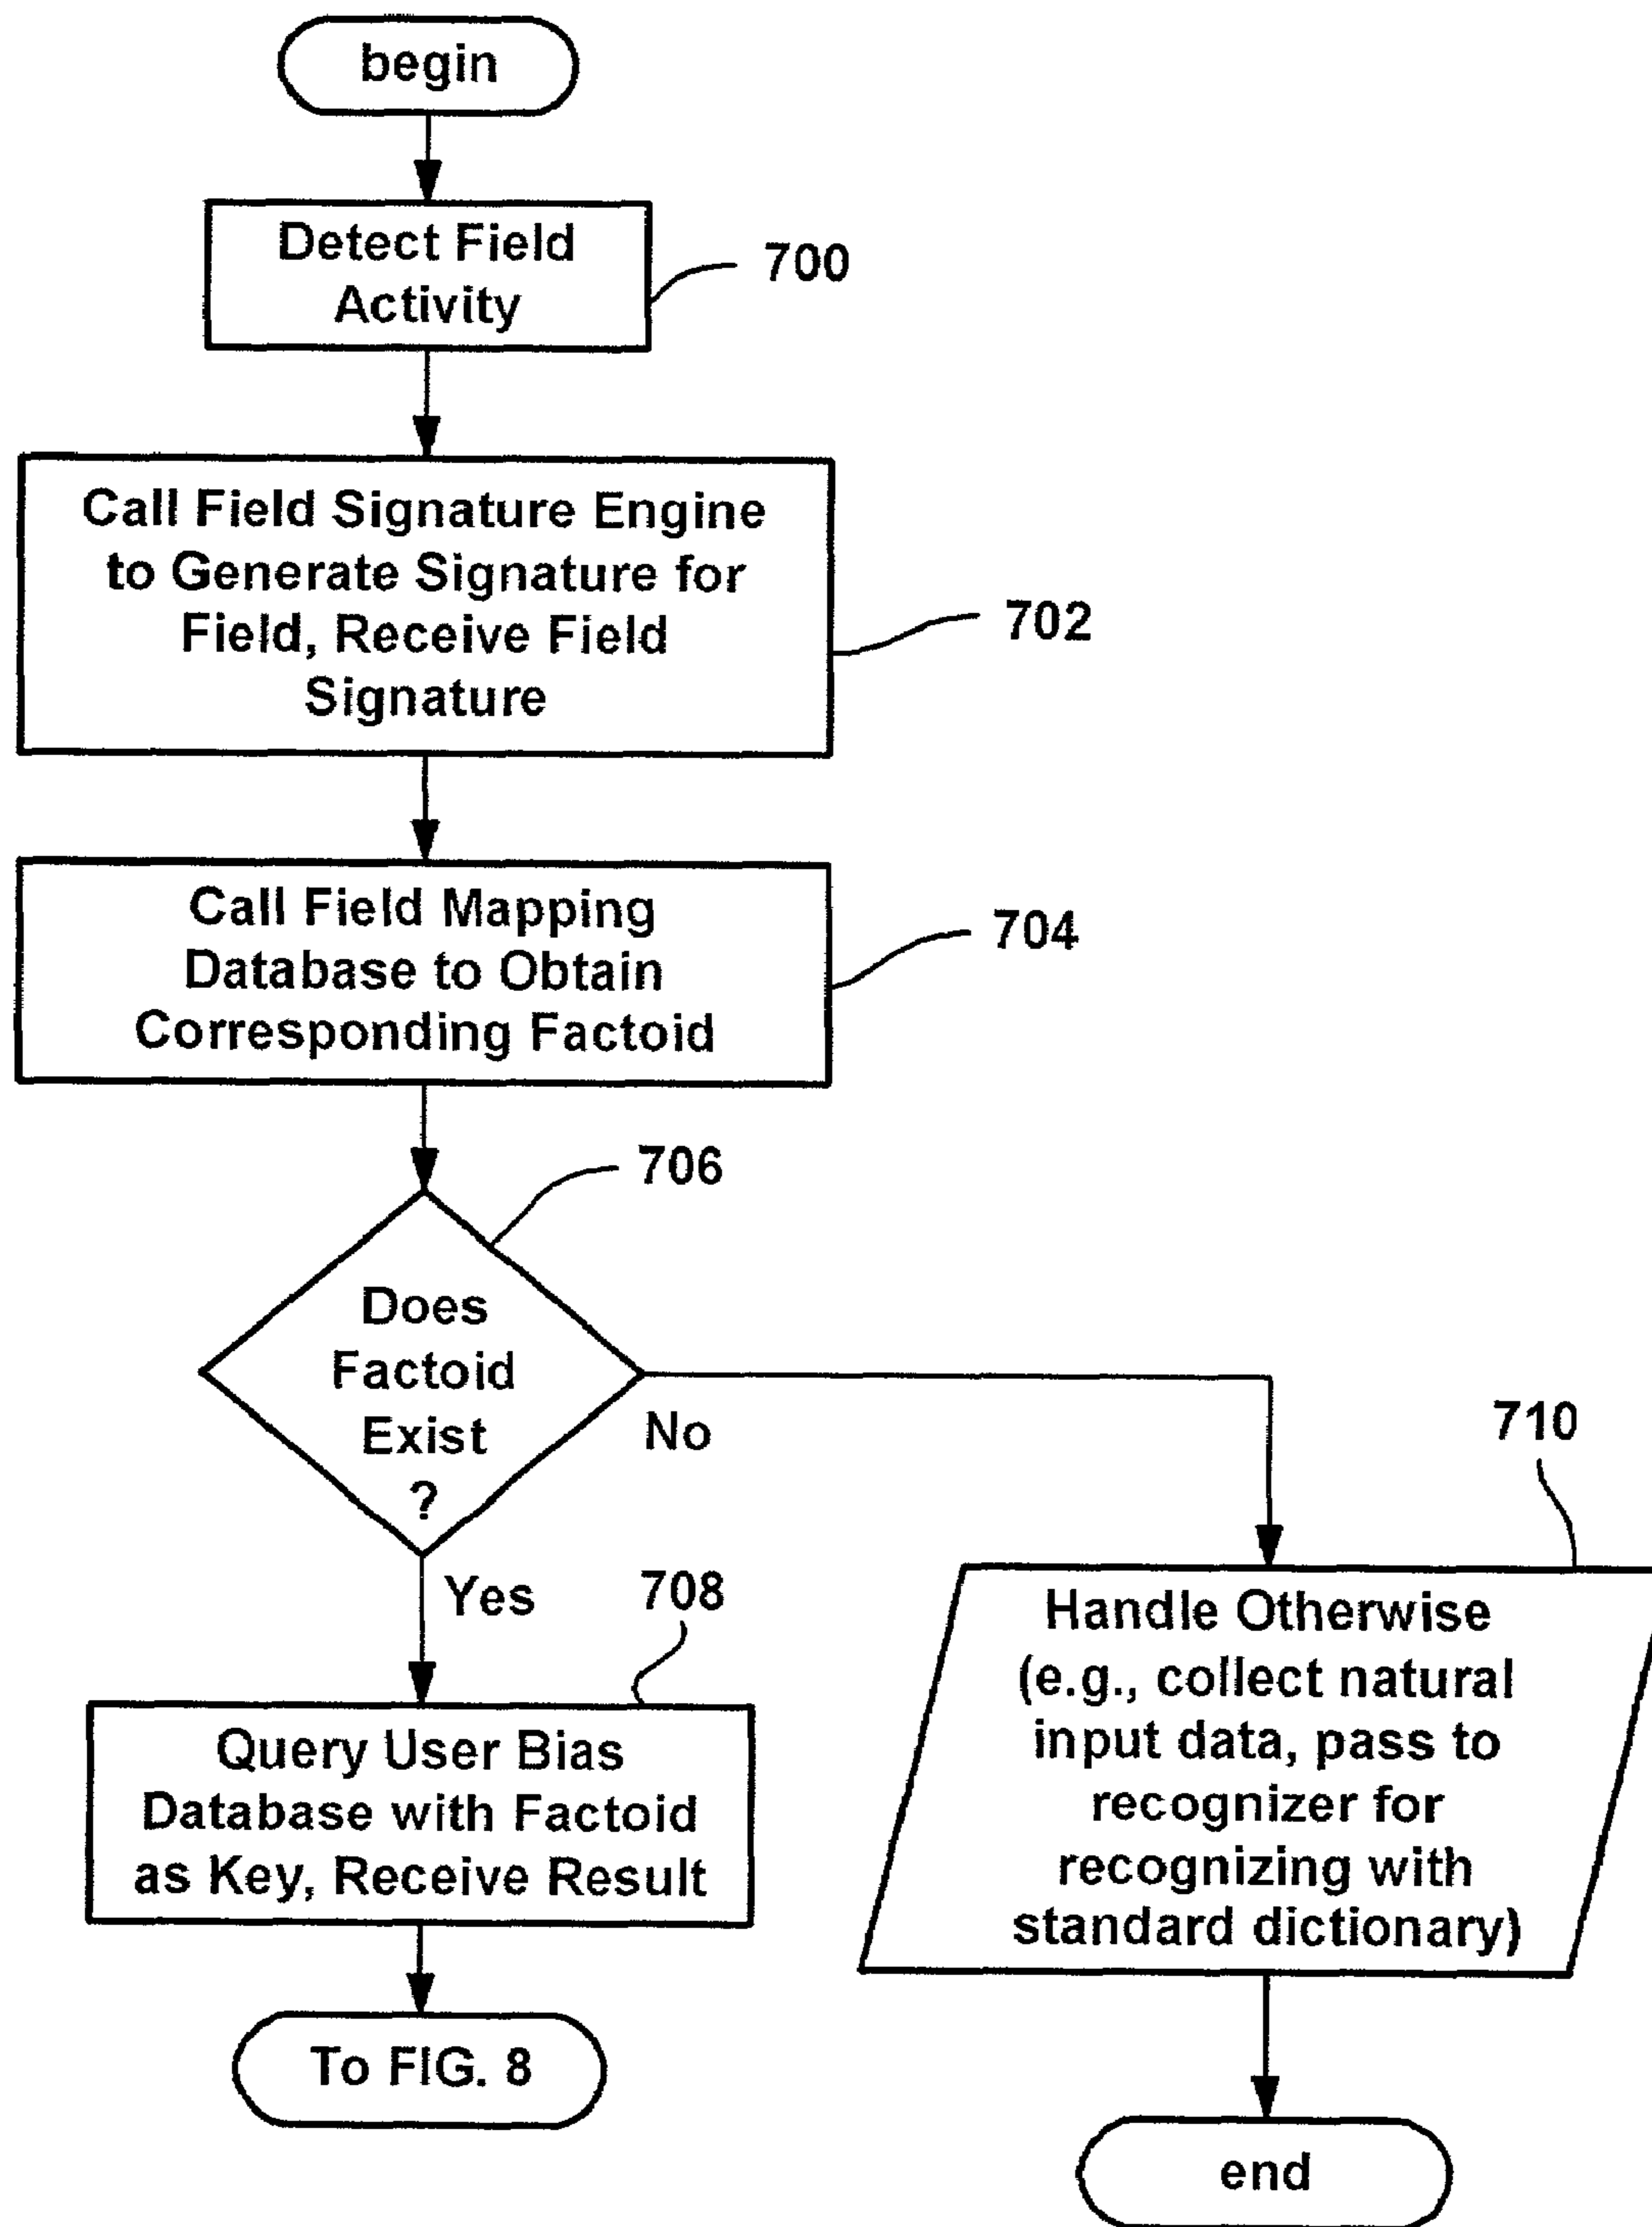 begin
Detect Field
Activity
700
Call Field Signature Engine
to Generate Signature for
Field, Receive Field
Signature
702
Call Field Mapping
Database to Obtain
Corresponding Factoid
704
706
Does
Factoid
Exist
?
No
Yes
708
Query User Bias
Database with Factoid
as Key, Receive Result
To FIG. 8
710
Handle Otherwise
(e.g., collect natural
input data, pass to
recognizer for
recognizing with
standard dictionary)
end